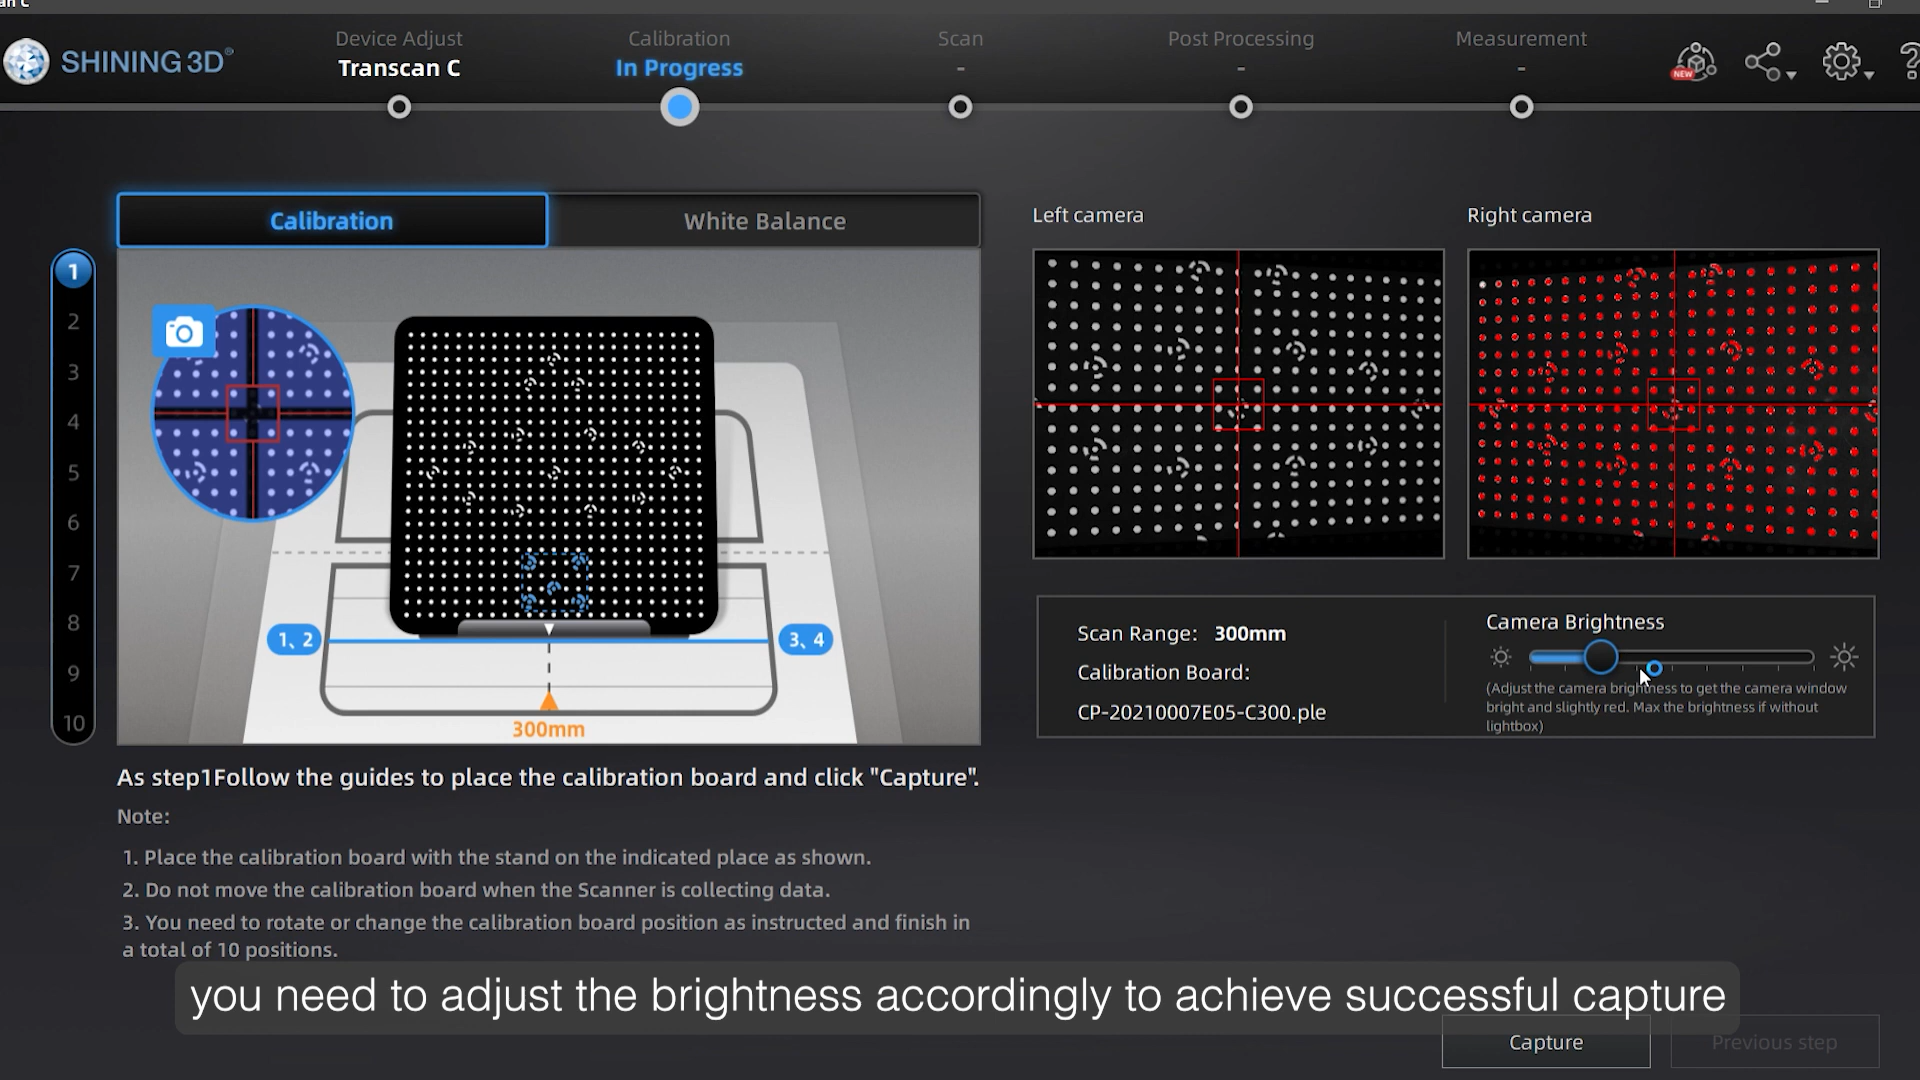 an C
SHINING 3D®
Device Adjust
Transcan C
Calibration
In Progress
Scan
-
Post Processing
-
Measurement
-
NEW
?
Calibration
White Balance
Left camera
Right camera
1
2
3
4
5
6
7
8
9
10
1、2
3、4
300mm
Scan Range: 300mm
Calibration Board:
CP-20210007E05-C300.ple
Camera Brightness
(Adjust the camera brightness to get the camera window
bright and slightly red. Max the brightness if without
lightbox)
As step1Follow the guides to place the calibration board and click "Capture".
Note:
1. Place the calibration board with the stand on the indicated place as shown.
2. Do not move the calibration board when the Scanner is collecting data.
3. You need to rotate or change the calibration board position as instructed and finish in
a total of 10 positions.
you need to adjust the brightness accordingly to achieve successful capture
Capture
Previous step